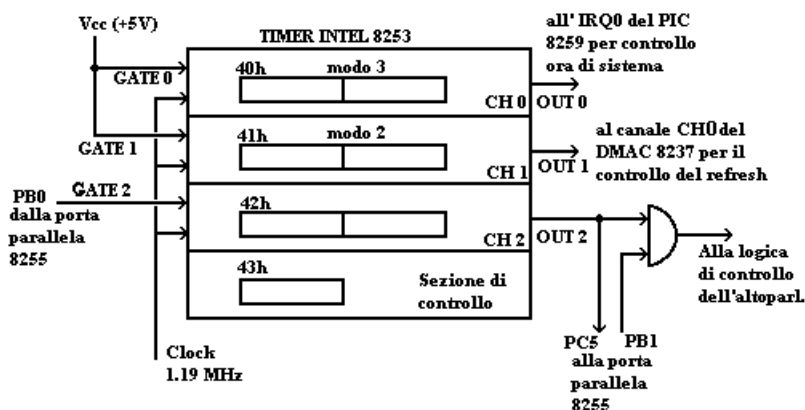 Vcc (+5V)
TIMER INTEL 8253
all' IRQ0 del PIC
8259 per controllo
ora di sistema
GATE 0
40h
modo 3
CH 0
OUT 0
41h
modo 2
GATE 1
CH 1
OUT 1
al canale CH0 del
DMAC 8237 per il
controllo del refresh
PB0
dalla porta
parallela
8255
GATE 2
42h
CH 2
OUT 2
43h
Sezione di
controllo
Alla logica
di controllo
dell'altoparl.
Clock
1.19 MHz
PC5
PB1
alla porta
parallela
8255